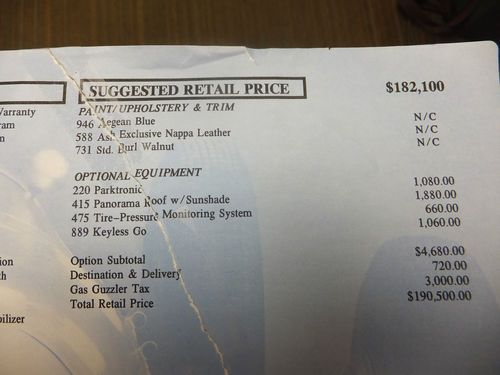 SUGGESTED RETAIL PRICE $182,100
Warranty PAINT/UPHOLSTERY & TRIM
ram 946 Aegean Blue N/C
m 588 Ash Exclusive Nappa Leather N/C
731 Std. Burl Walnut N/C
OPTIONAL EQUIPMENT
220 Parktronic 1,080.00
415 Panorama Roof w/Sunshade 1,880.00
475 Tire-Pressure Monitoring System 660.00
889 Keyless Go 1,060.00
ion Option Subtotal $4,680.00
th Destination & Delivery 720.00
Gas Guzzler Tax 3,000.00
Total Retail Price $190,500.00
bilizer